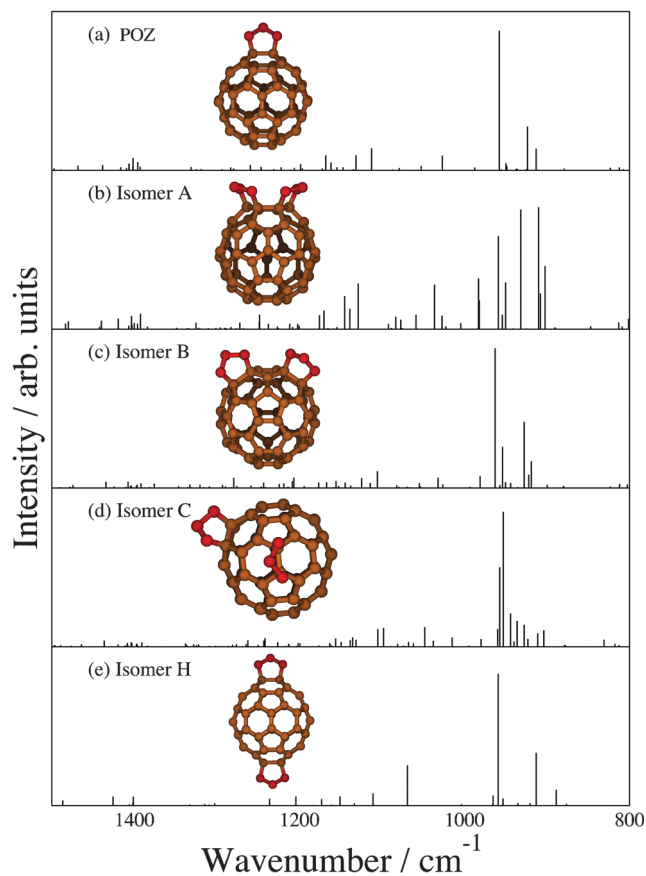 (a) POZ
(b) Isomer A
(c) Isomer B
(d) Isomer C
(e) Isomer H
Intensity / arb. units
1400 1200 1000 800
Wavenumber / cm⁻¹